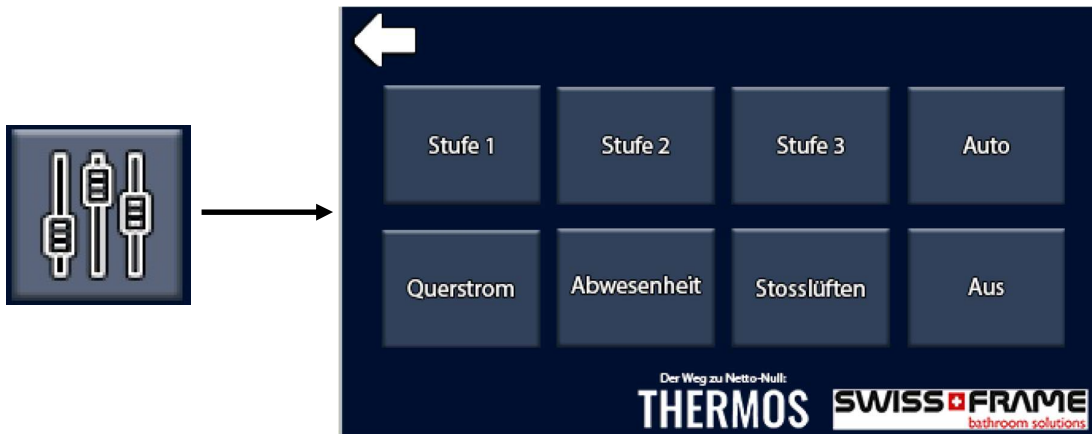 Stufe 1
Stufe 2
Stufe 3
Auto
Querstrom
Abwesenheit
Stosslüften
Aus
Der Weg zu Netto-Null:
THERMOS
SWISS FRAME
bathroom solutions